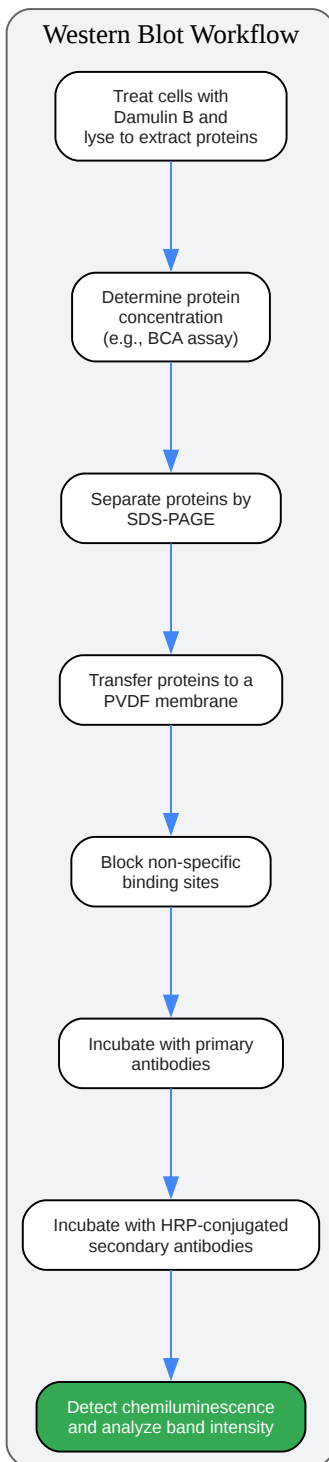 Western Blot Workflow
Treat cells with
Damulin B and
lyse to extract proteins
Determine protein
concentration
(e.g., BCA assay)
Separate proteins by
SDS-PAGE
Transfer proteins to a
PVDF membrane
Block non-specific
binding sites
Incubate with primary
antibodies
Incubate with HRP-conjugated
secondary antibodies
Detect chemiluminescence
and analyze band intensity